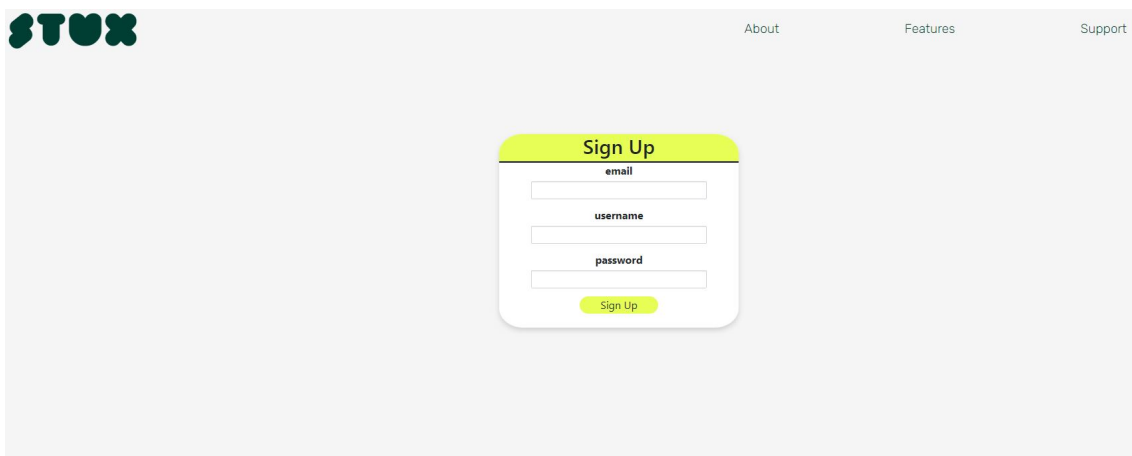 STUX
About Features Support
Sign Up
email
username
password
Sign Up